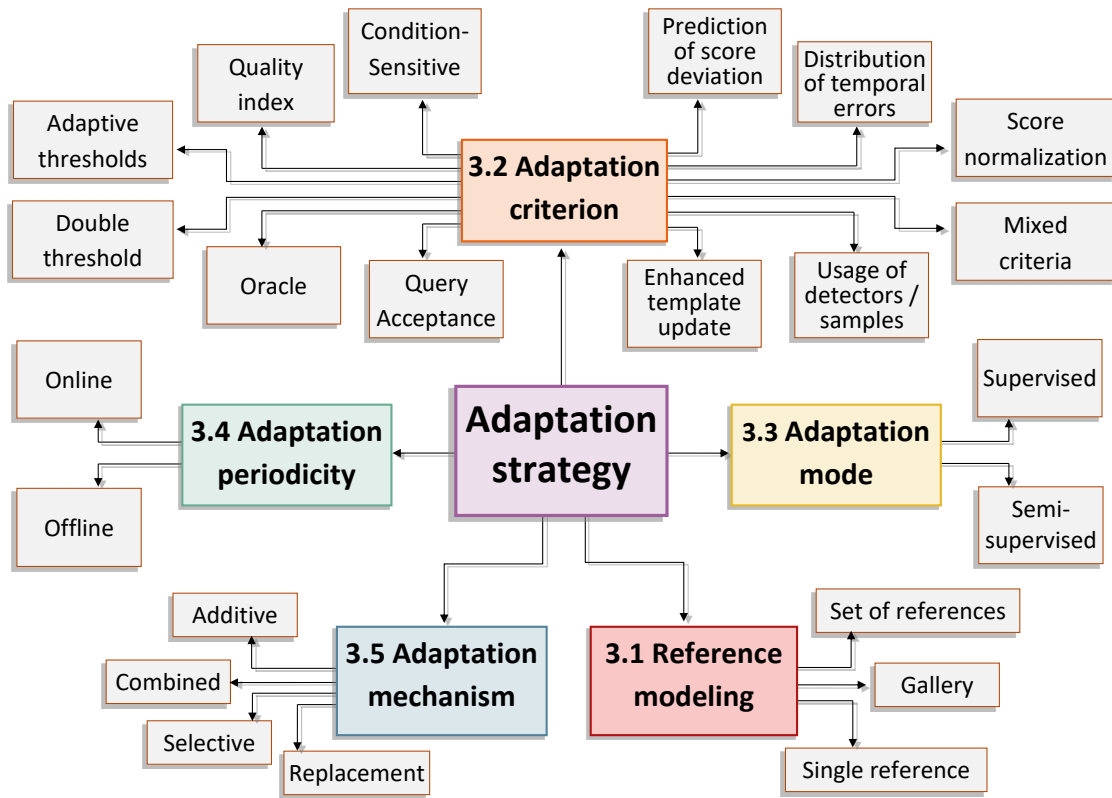 Condition-
Sensitive
Prediction
of score
deviation
Quality
index
Distribution
of temporal
errors
Adaptive
thresholds
Score
normalization
3.2 Adaptation
criterion
Double
threshold
Mixed
criteria
Oracle
Query
Acceptance
Enhanced
template
update
Usage of
detectors /
samples
Online
Supervised
Adaptation
strategy
3.4 Adaptation
periodicity
3.3 Adaptation
mode
Offline
Semi-
supervised
Additive
Set of references
3.5 Adaptation
mechanism
3.1 Reference
modeling
Combined
Gallery
Selective
Replacement
Single reference